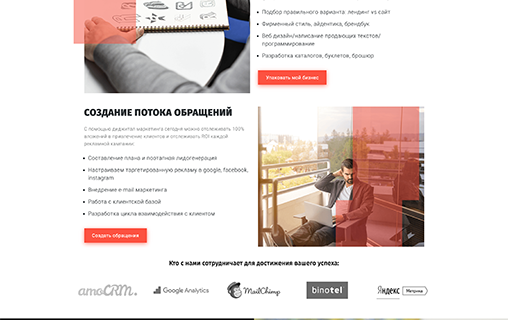 Подбор правильного варианта лендинг vs.сайт
Фирменный стиль, айдентика, брендбук
Веб дизайн/написание продающих текстов/
программирования
Разработка каталогов, буклеток, брошюр
Упаковать мой бизнес
СОЗДАНИЕ ПОТОКА ОБРАЩЕНИЙ
С помощью диджитал маркетинга сегодня можно отслеживать 100%
вложений в привлечение клиентов и отслеживать ROI каждой
рекламной кампании:
Составление плана и поэтапная лидогенерация
Настраиваем таргетированную рекламу в google, facebook,
instagram
Внедрение e-mail маркетинга
Работа с клиентской базой
Разработка цикла взаимодействия с клиентом
Создать обращения
Кто с нами сотрудничает для достижения вашего успеха:
amoCRM.
Google Analytics
MailChimp
binotel
Яндекс Метрика